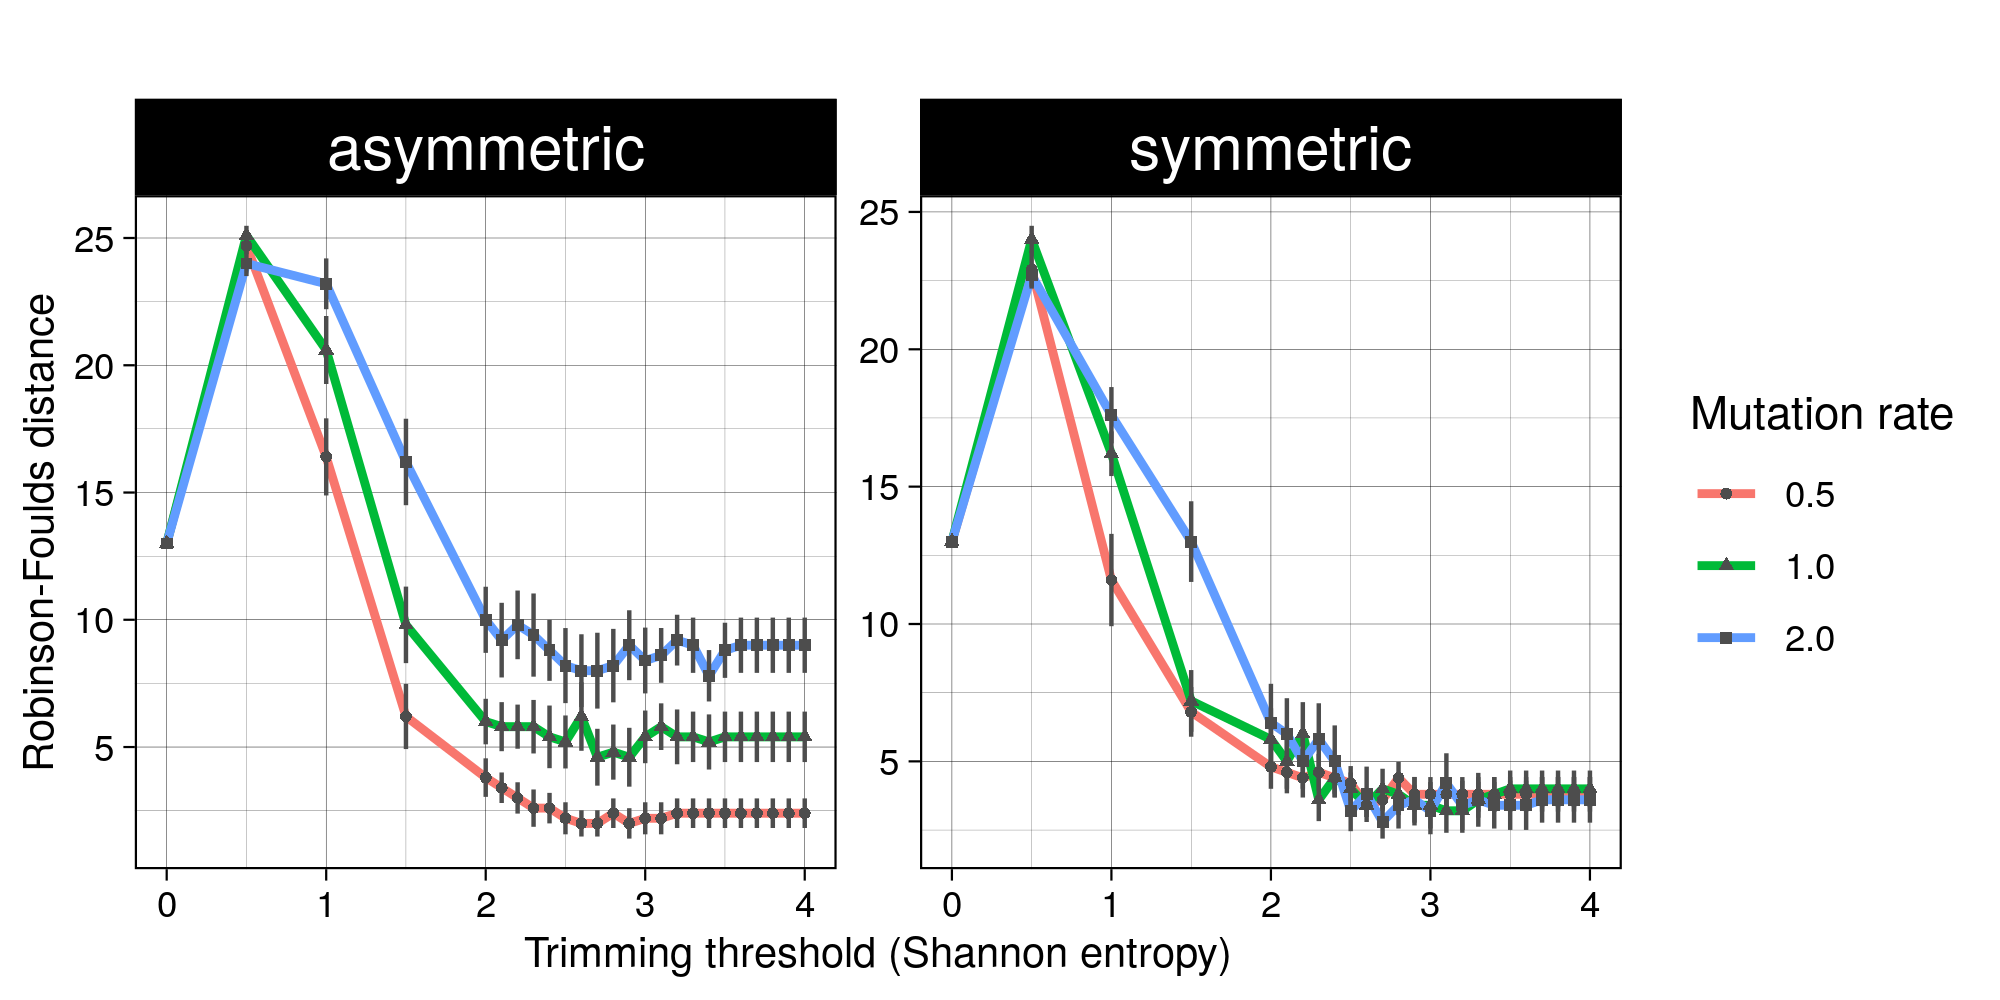 asymmetric
symmetric
Robinson-Foulds distance
25
20
15
10
5
25
20
15
10
5
0 1 2 3 4
0 1 2 3 4
Trimming threshold (Shannon entropy)
Mutation rate
0.5
1.0
2.0